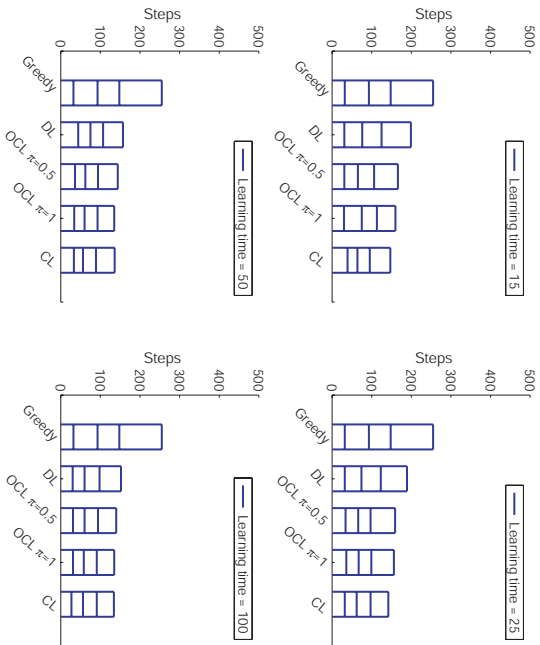 Learning time = 15
Steps
500
400
300
200
100
0
Greedy
DL
OCL π=0.5
OCL π=1
CL
Learning time = 25
Steps
500
400
300
200
100
0
Greedy
DL
OCL π=0.5
OCL π=1
CL
Learning time = 50
Steps
500
400
300
200
100
0
Greedy
DL
OCL π=0.5
OCL π=1
CL
Learning time = 100
Steps
500
400
300
200
100
0
Greedy
DL
OCL π=0.5
OCL π=1
CL